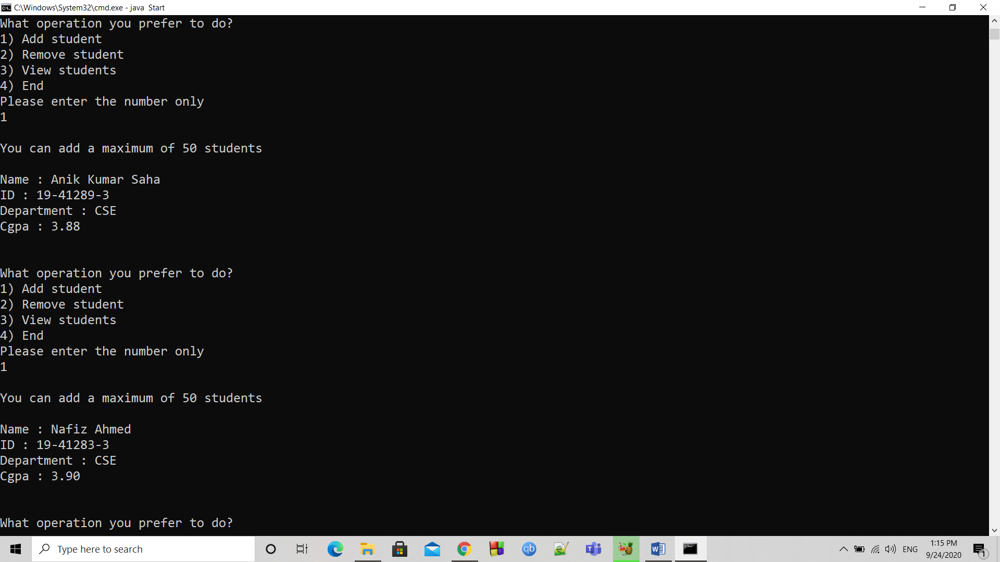 C:\Windows\System32\cmd.exe - java  Start
What operation you prefer to do?
1) Add student
2) Remove student
3) View students
4) End
Please enter the number only
1
You can add a maximum of 50 students
Name : Anik Kumar Saha
ID : 19-41289-3
Department : CSE
Cgpa : 3.88
What operation you prefer to do?
1) Add student
2) Remove student
3) View students
4) End
Please enter the number only
1
You can add a maximum of 50 students
Name : Nafiz Ahmed
ID : 19-41283-3
Department : CSE
Cgpa : 3.90
What operation you prefer to do?
Type here to search
qb
ENG
1:15 PM
9/24/2020
1